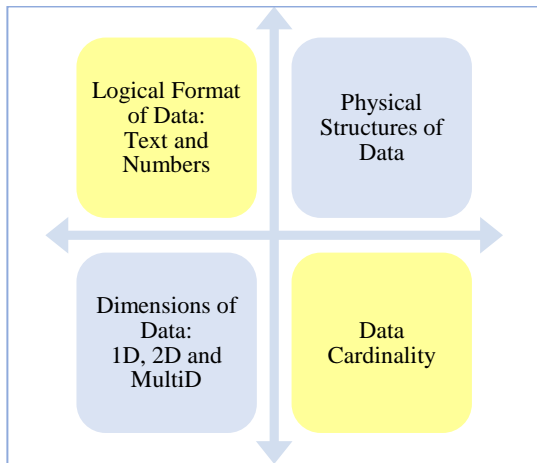 Logical Format
of Data:
Text and
Numbers
Physical
Structures of
Data
Dimensions of
Data:
1D, 2D and
MultiD
Data
Cardinality